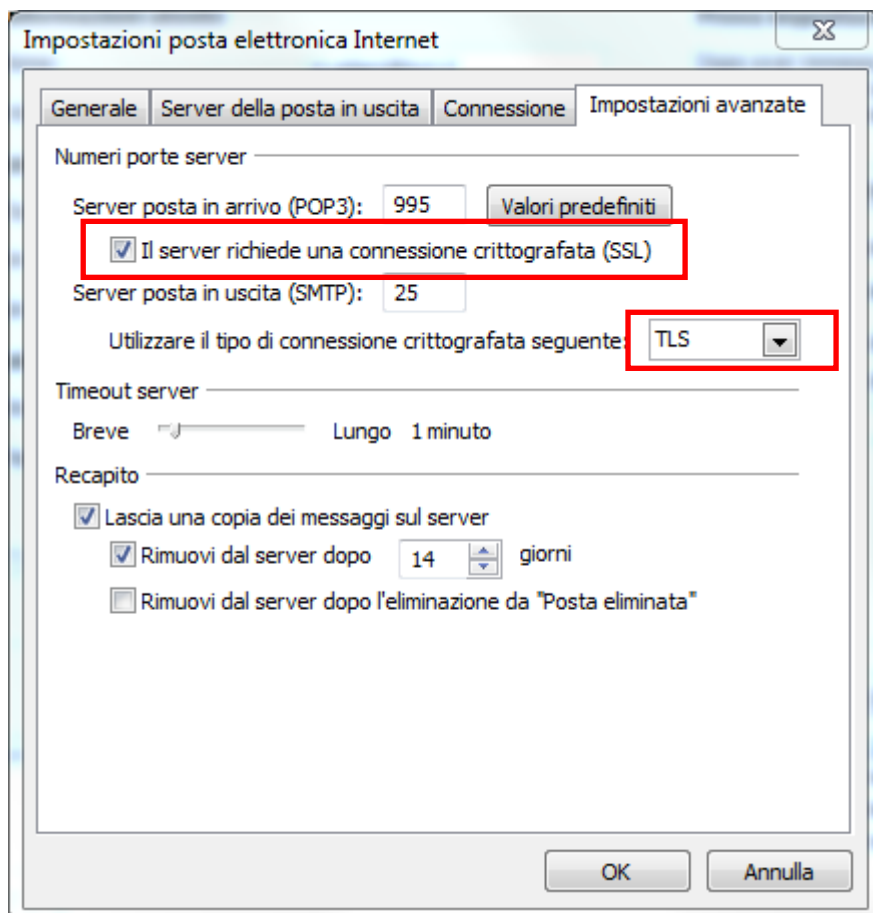 Impostazioni posta elettronica Internet
Generale Server della posta in uscita Connessione Impostazioni avanzate
Numeri porte server
Server posta in arrivo (POP3): 995 Valori predefiniti
Il server richiede una connessione crittografata (SSL)
Server posta in uscita (SMTP): 25
Utilizzare il tipo di connessione crittografata seguente: TLS
Timeout server
Breve Lungo 1 minuto
Recapito
Lascia una copia dei messaggi sul server
Rimuovi dal server dopo 14 giorni
Rimuovi dal server dopo l'eliminazione da "Posta eliminata"
OK Annulla